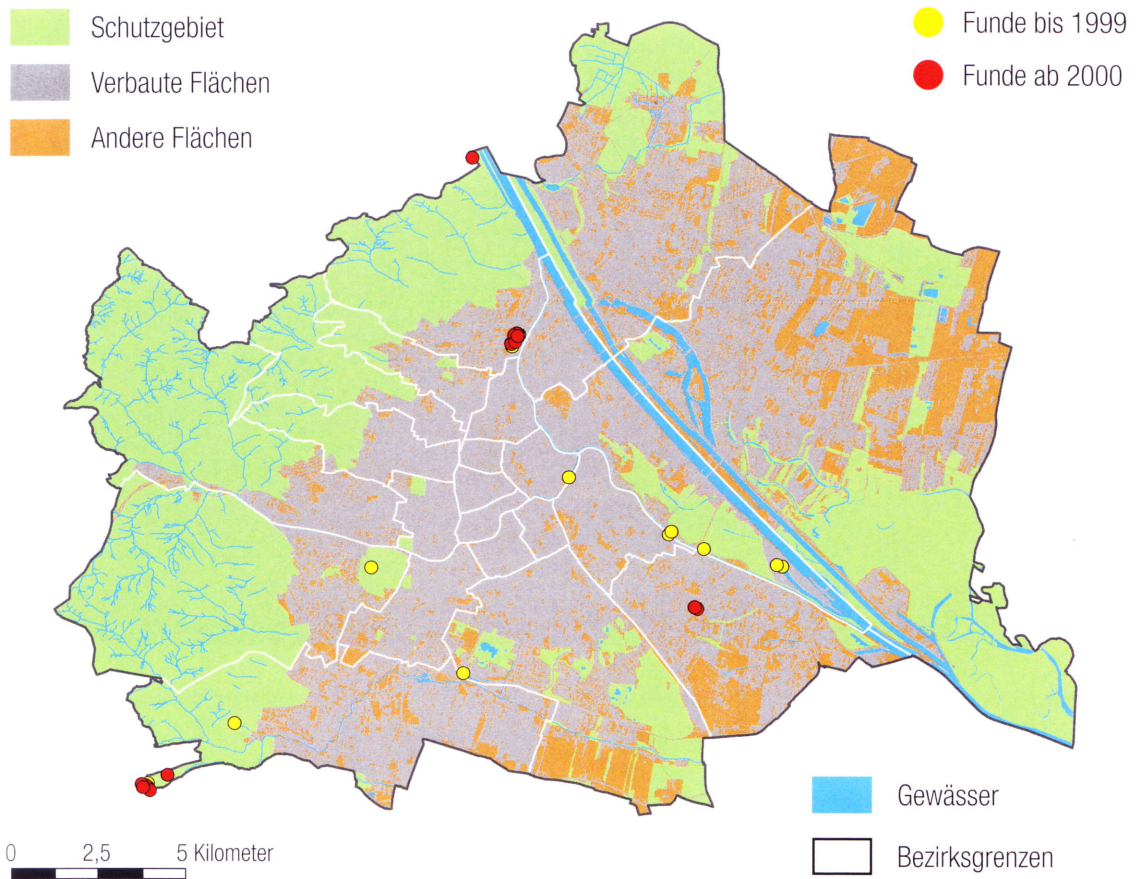 Schutzgebiet
Verbaute Flächen
Andere Flächen
Funde bis 1999
Funde ab 2000
Gewässer
Bezirksgrenzen
0 2,5 5 Kilometer